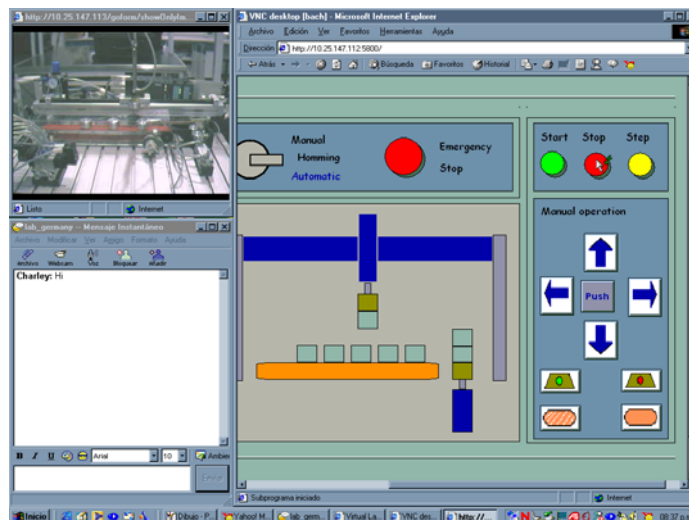 http://10.25.147.113/goform/showOnlyIm
Listo
Internet
lab_germany -- Mensaje Instantáneo
Archivo Modificar Ver Amigo Formato Ayuda
Archivo Webcam Voz Bloquear Añadir
Charley: Hi
B I U Arial 10 Ambien
Enviar
VNC desktop [bach] - Microsoft Internet Explorer
Archivo Edición Ver Favoritos Herramientas Ayuda
Dirección http://10.25.147.112:5800/
Atrás Búsqueda Favoritos Historial
Manual
Homming
Automatic
Emergency
Stop
Start Stop Step
Manual operation
Push
Subprograma iniciado
Internet
Inicio Dibujo - P... Yahoo! M... lab_germ... Virtual La... VNC des... http://... 08:37 p.m.